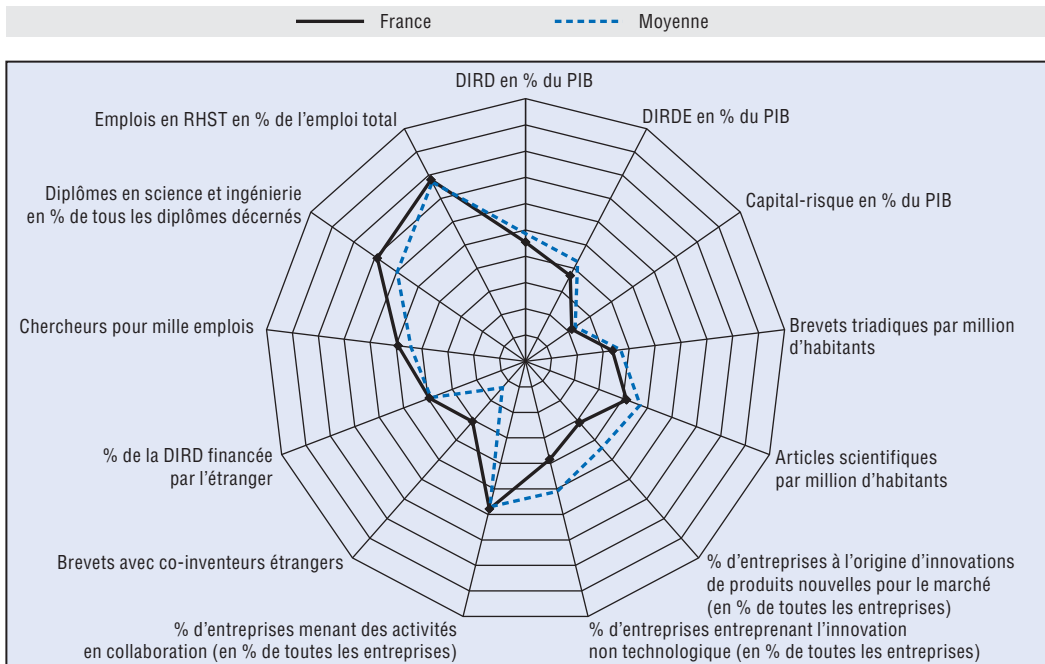 France
Moyenne
DIRD en % du PIB
DIRDE en % du PIB
Capital-risque en % du PIB
Brevets triadiques par million
d’habitants
Articles scientifiques
par million d’habitants
% d’entreprises à l’origine d’innovations
de produits nouvelles pour le marché
(en % de toutes les entreprises)
% d’entreprises entreprenant l’innovation
non technologique (en % de toutes les entreprises)
% d’entreprises menant des activités
en collaboration (en % de toutes les entreprises)
Brevets avec co-inventeurs étrangers
% de la DIRD financée
par l’étranger
Chercheurs pour mille emplois
Diplômes en science et ingénierie
en % de tous les diplômes décernés
Emplois en RHST en % de l’emploi total